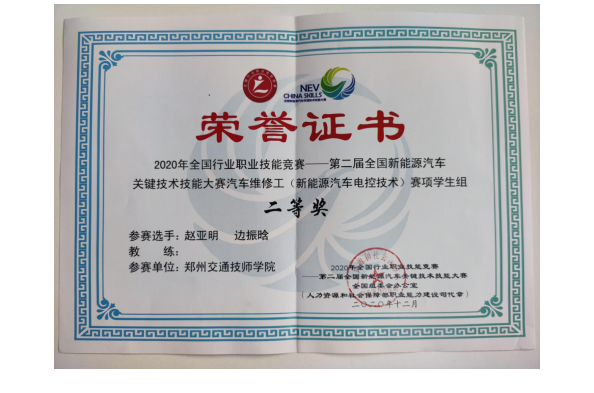 NEV
CHINA SKILLS
荣誉证书
2020年全国行业职业技能竞赛——第二届全国新能源汽车
关键技术技能大赛汽车维修工（新能源汽车电控技术）赛项学生组
二等奖
参赛选手：赵亚明 边振晗
教 练：
参赛单位：郑州交通技师学院
2020年全国行业职业技能竞赛
——第二届全国新能源汽车关键技术技能大赛
全国组委会办公室
（人力资源和社会保障部职业能力建设司代章）
二〇二〇年十二月